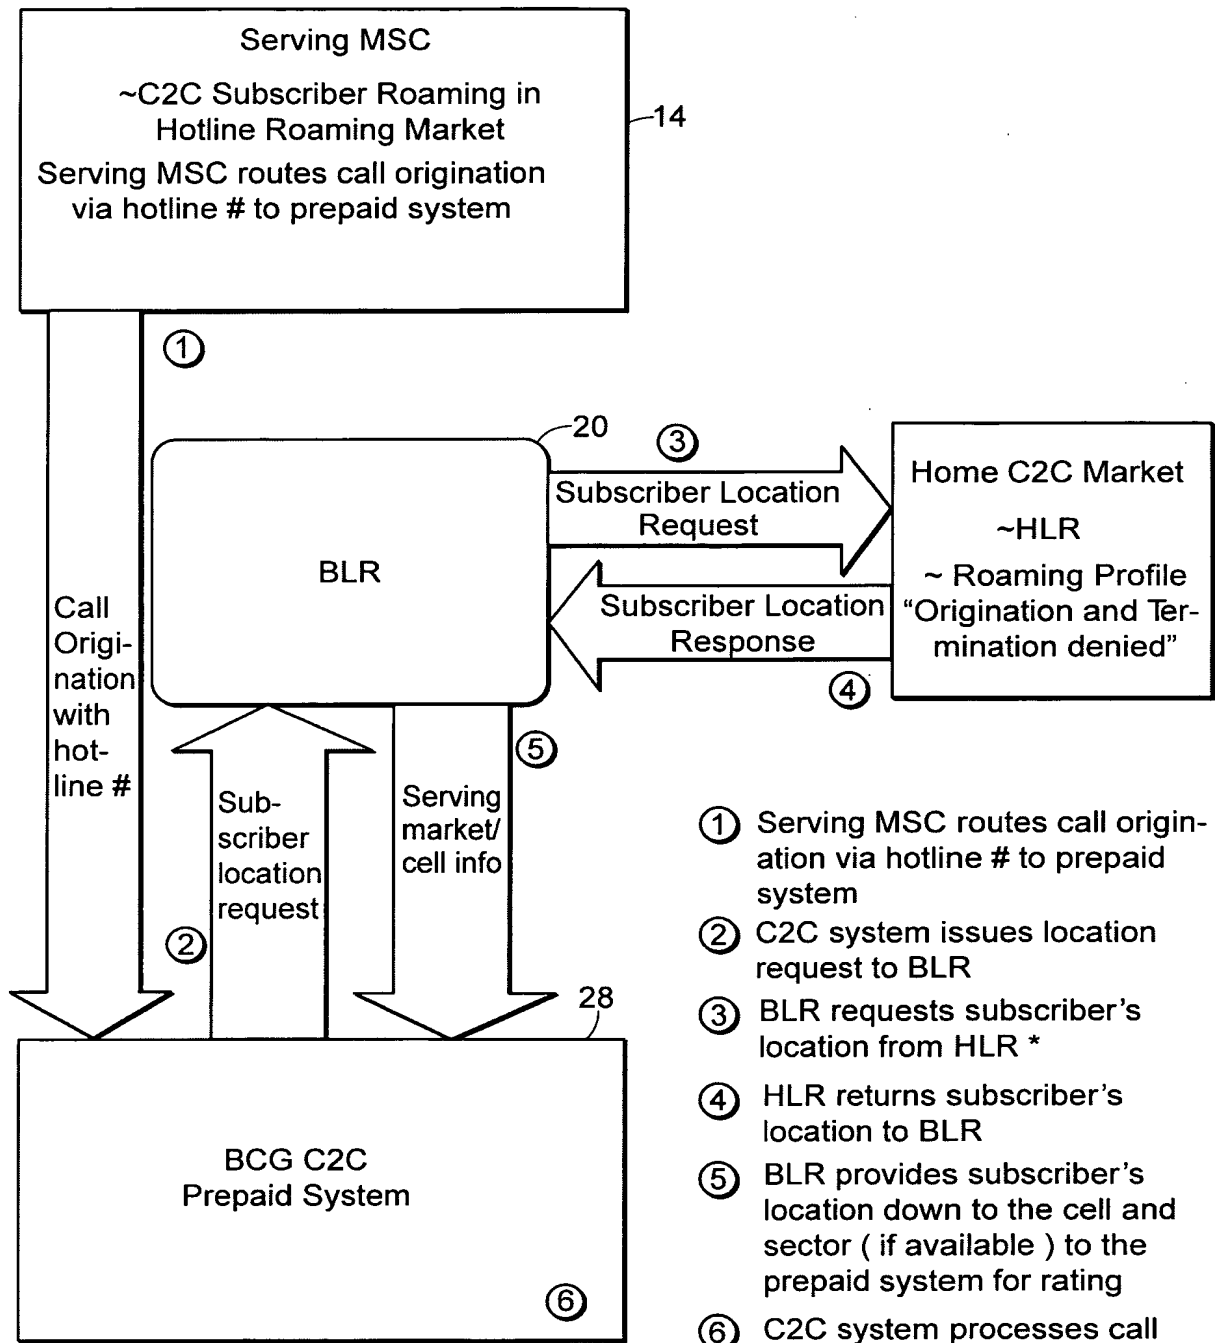 Serving MSC
~C2C Subscriber Roaming in
Hotline Roaming Market
Serving MSC routes call origination
via hotline # to prepaid system
14
1
20
3
BLR
Subscriber Location
Request
Home C2C Market
~HLR
~ Roaming Profile
“Origination and Ter-
mination denied”
Subscriber Location
Response
4
Call
Origi-
nation
with
hot-
line #
5
Sub-
scriber
location
request
2
Serving
market/
cell info
28
BCG C2C
Prepaid System
6
1 Serving MSC routes call origin-
ation via hotline # to prepaid
system
2 C2C system issues location
request to BLR
3 BLR requests subscriber’s
location from HLR *
4 HLR returns subscriber’s
location to BLR
5 BLR provides subscriber’s
location down to the cell and
sector ( if available ) to the
prepaid system for rating
6 C2C system processes call